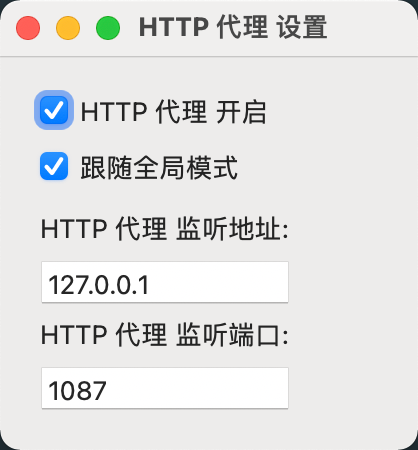 HTTP 代理 设置
HTTP 代理 开启
跟随全局模式
HTTP 代理 监听地址:
127.0.0.1
HTTP 代理 监听端口:
1087